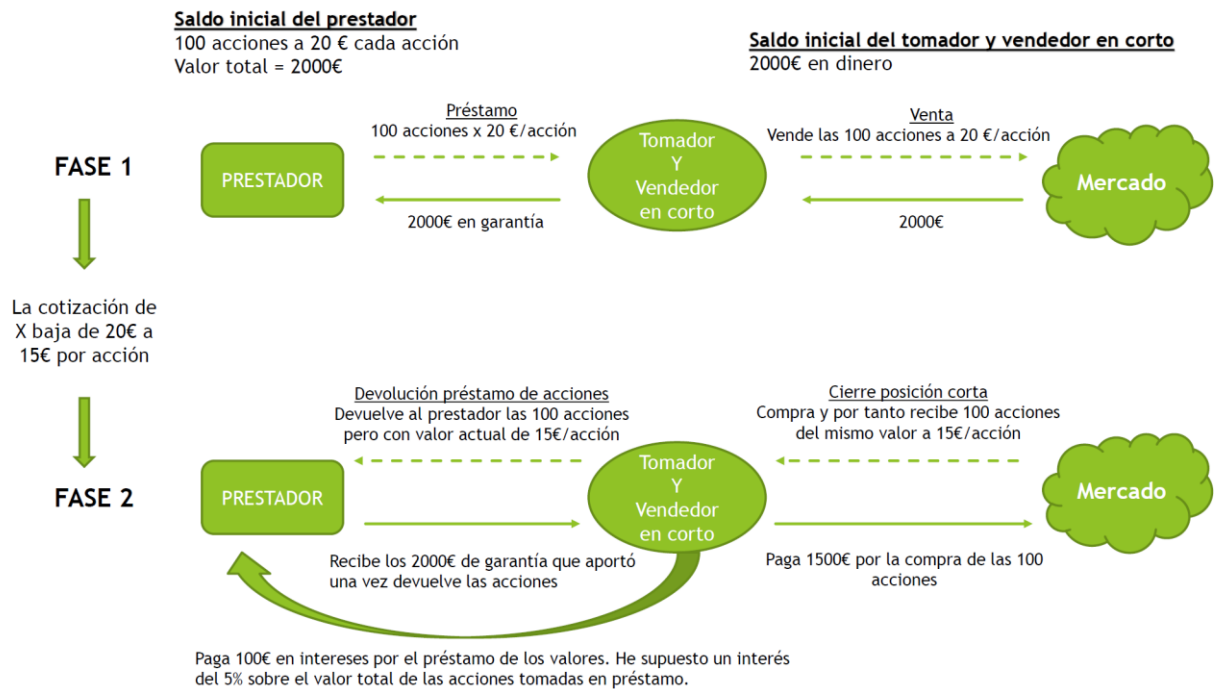 Saldo inicial del prestador
100 acciones a 20 € cada acción
Valor total = 2000€
Saldo inicial del tomador y vendedor en corto
2000€ en dinero
FASE 1
PRESTADOR
Préstamo
100 acciones x 20 €/acción
2000€ en garantía
Tomador
Y
Vendedor
en corto
Venta
Vende las 100 acciones a 20 €/acción
2000€
Mercado
La cotización de
X baja de 20€ a
15€ por acción
FASE 2
PRESTADOR
Devolución préstamo de acciones
Devuelve al prestador las 100 acciones
pero con valor actual de 15€/acción
Recibe los 2000€ de garantía que aportó
una vez devuelve las acciones
Tomador
Y
Vendedor
en corto
Cierre posición corta
Compra y por tanto recibe 100 acciones
del mismo valor a 15€/acción
Paga 1500€ por la compra de las 100
acciones
Mercado
Paga 100€ en intereses por el préstamo de los valores. He supuesto un interés
del 5% sobre el valor total de las acciones tomadas en préstamo.